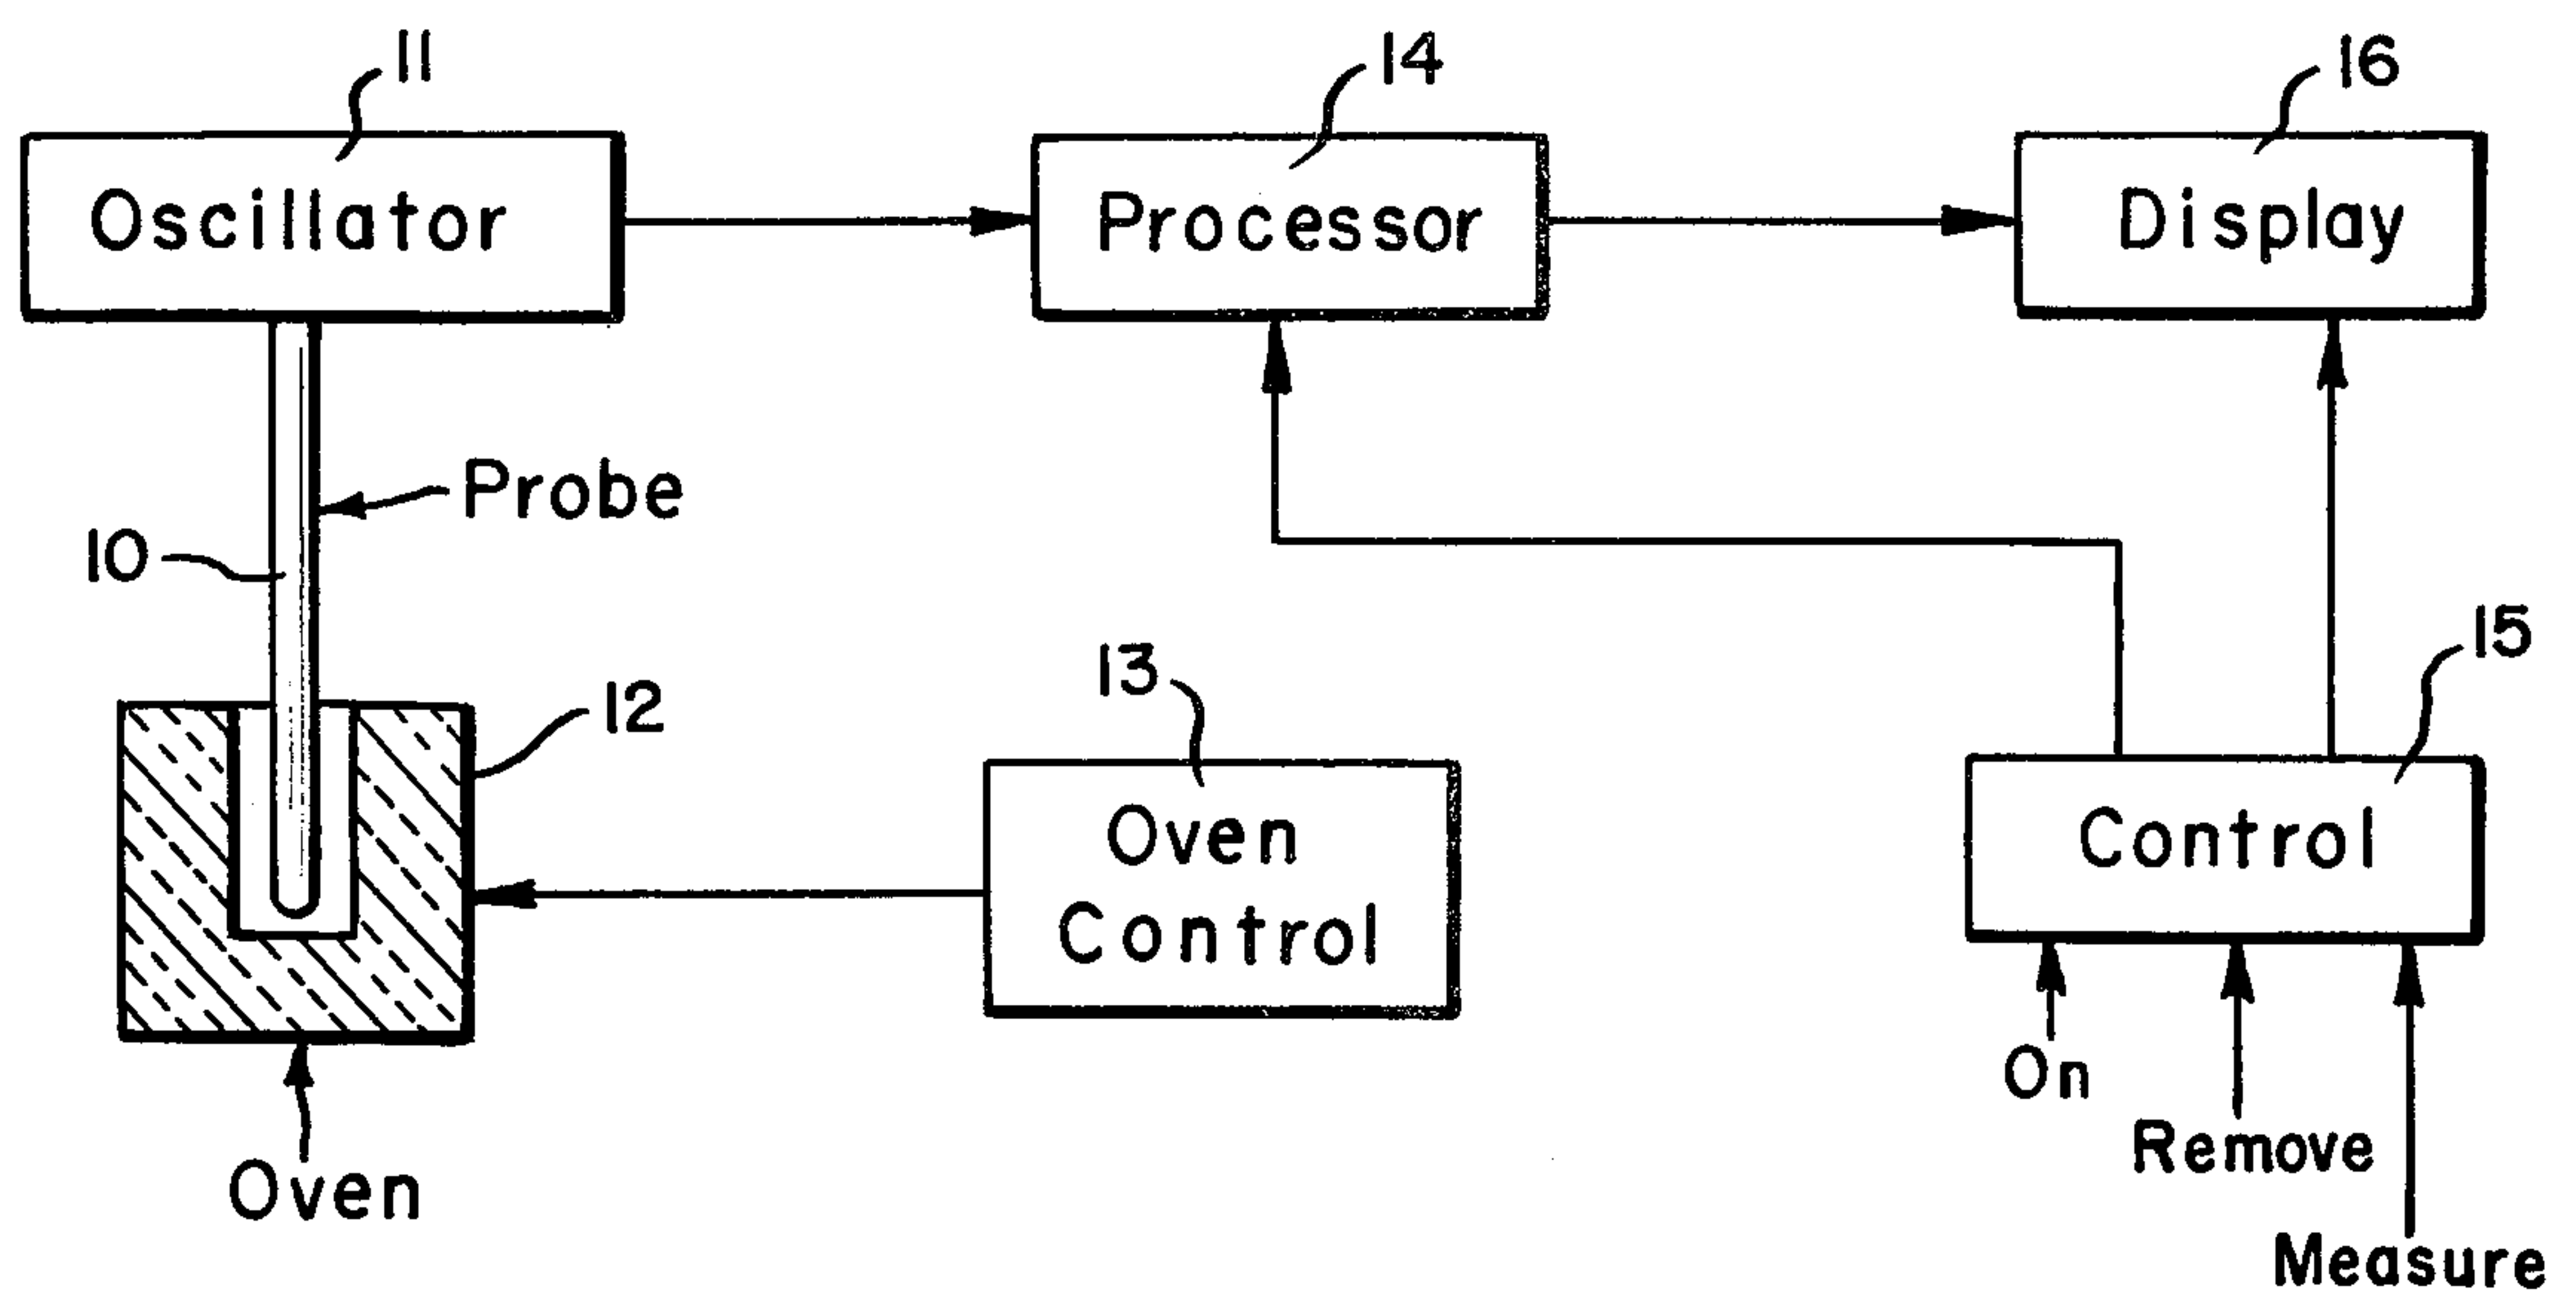 11
14
16
Oscillator
Processor
Display
Probe
10
12
13
15
Oven
Control
Control
On
Remove
Oven
Measure